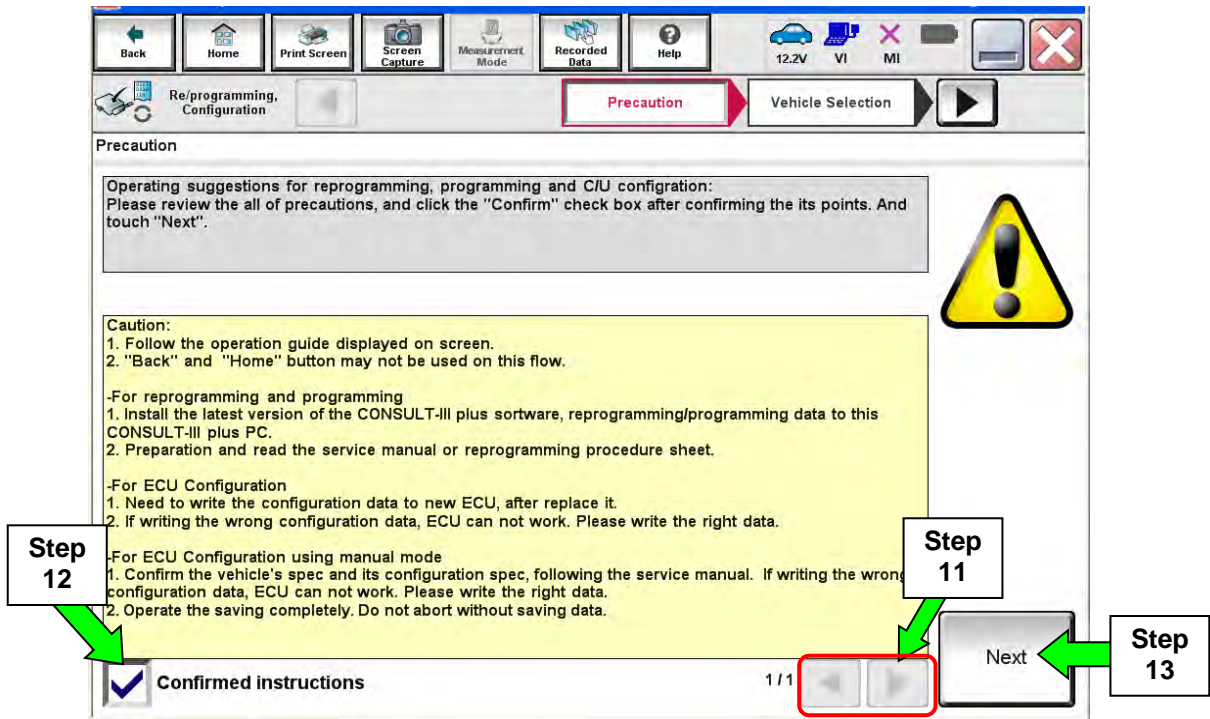 Back
Home
Print Screen
Screen
Capture
Measurement
Mode
Recorded
Data
Help
12.2V
VI
MI
Re/programming,
Configuration
Precaution
Vehicle Selection
Precaution
Operating suggestions for reprogramming, programming and C/U configration:
Please review the all of precautions, and click the "Confirm" check box after confirming the its points. And
touch "Next".
Caution:
1. Follow the operation guide displayed on screen.
2. "Back" and "Home" button may not be used on this flow.
-For reprogramming and programming
1. Install the latest version of the CONSULT-III plus sortware, reprogramming/programming data to this
CONSULT-III plus PC.
2. Preparation and read the service manual or reprogramming procedure sheet.
-For ECU Configuration
1. Need to write the configuration data to new ECU, after replace it.
2. If writing the wrong configuration data, ECU can not work. Please write the right data.
-For ECU Configuration using manual mode
1. Confirm the vehicle's spec and its configuration spec, following the service manual. If writing the wrong
configuration data, ECU can not work. Please write the right data.
2. Operate the saving completely. Do not abort without saving data.
Step
12
Step
11
Confirmed instructions
1/1
Next
Step
13